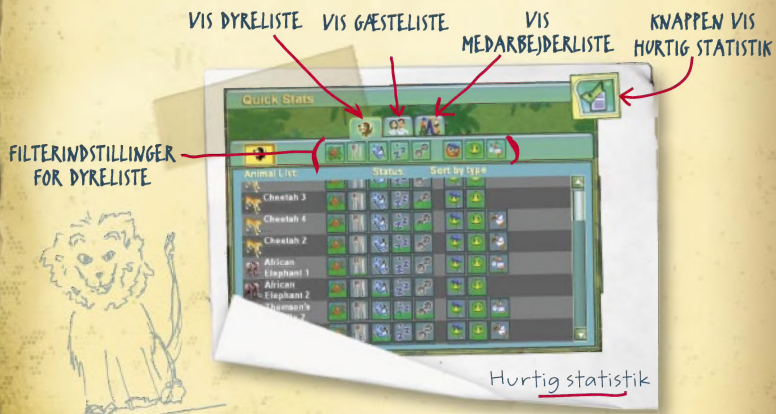 VIS DYRELISTE
VIS GÆSTELISTE
VIS
MEDARBEJDERLISTE
KNAPPEN VIS
HURTIG STATISTIK
FILTERINDSTILLINGER
FOR DYRELISTE
Quick Stats
Animal List: Status: Sort by type
Cheetah 3
Cheetah 4
Cheetah 2
African
Elephant 1
African
Elephant 2
Thomson's
Hurtig statistik